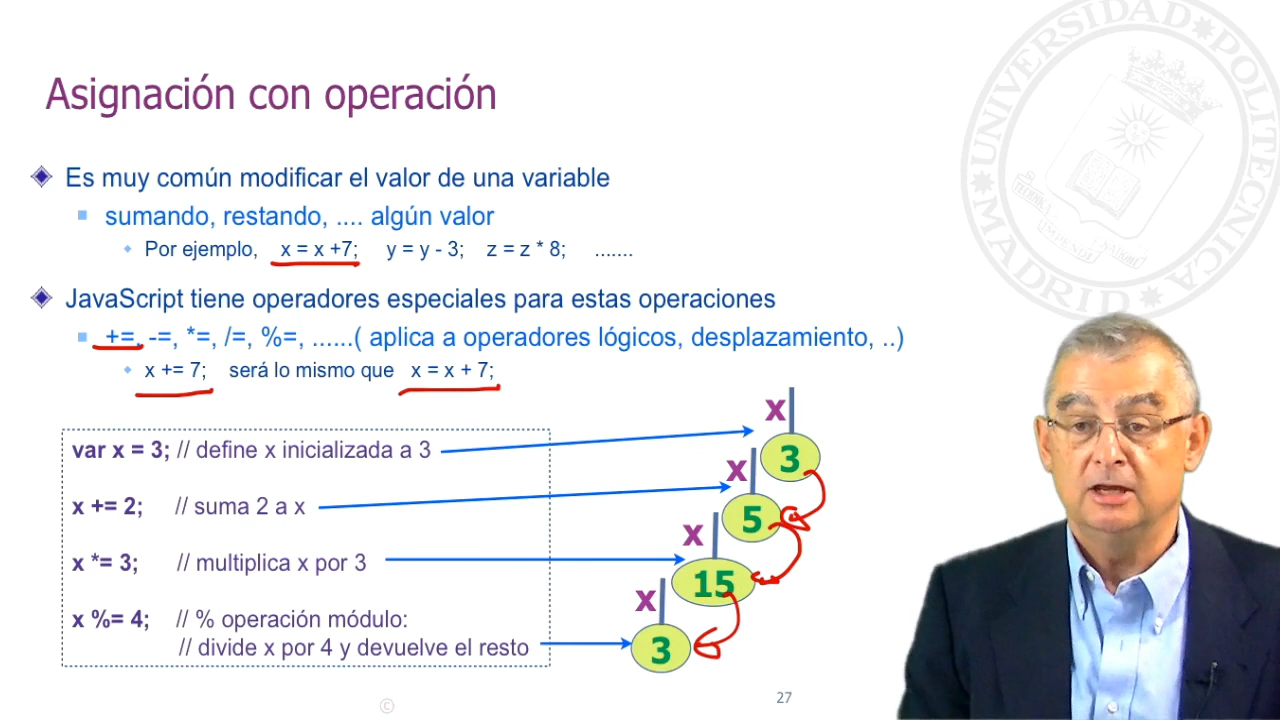 Asignación con operación
Es muy común modificar el valor de una variable
sumando, restando, .... algún valor
Por ejemplo, x = x +7; y = y - 3; z = z * 8; .......
JavaScript tiene operadores especiales para estas operaciones
+=, -=, *=, /=, %=, ......( aplica a operadores lógicos, desplazamiento, ..)
x += 7; será lo mismo que x = x + 7;
var x = 3; // define x inicializada a 3
x += 2; // suma 2 a x
x *= 3; // multiplica x por 3
x %= 4; // % operación módulo:
// divide x por 4 y devuelve el resto
x
3
x
5
x
15
x
3
©
27
UNIVERSIDAD POLITECNICA
MADRID